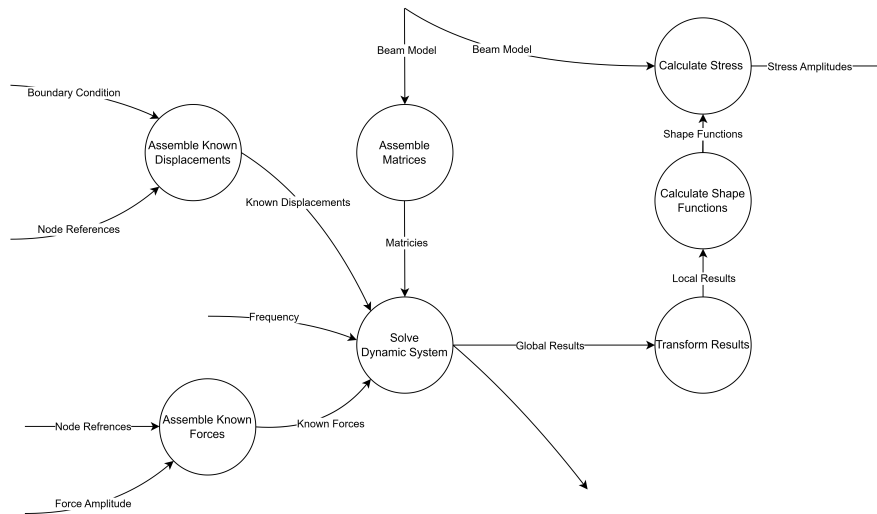 Beam Model
Beam Model
Calculate Stress
Stress Amplitudes
Boundary Condition
Assemble Known
Displacements
Assemble
Matrices
Shape Functions
Calculate Shape
Functions
Node References
Known Displacements
Matricies
Local Results
Frequency
Solve
Dynamic System
Global Results
Transform Results
Node Refrences
Assemble Known
Forces
Known Forces
Force Amplitude